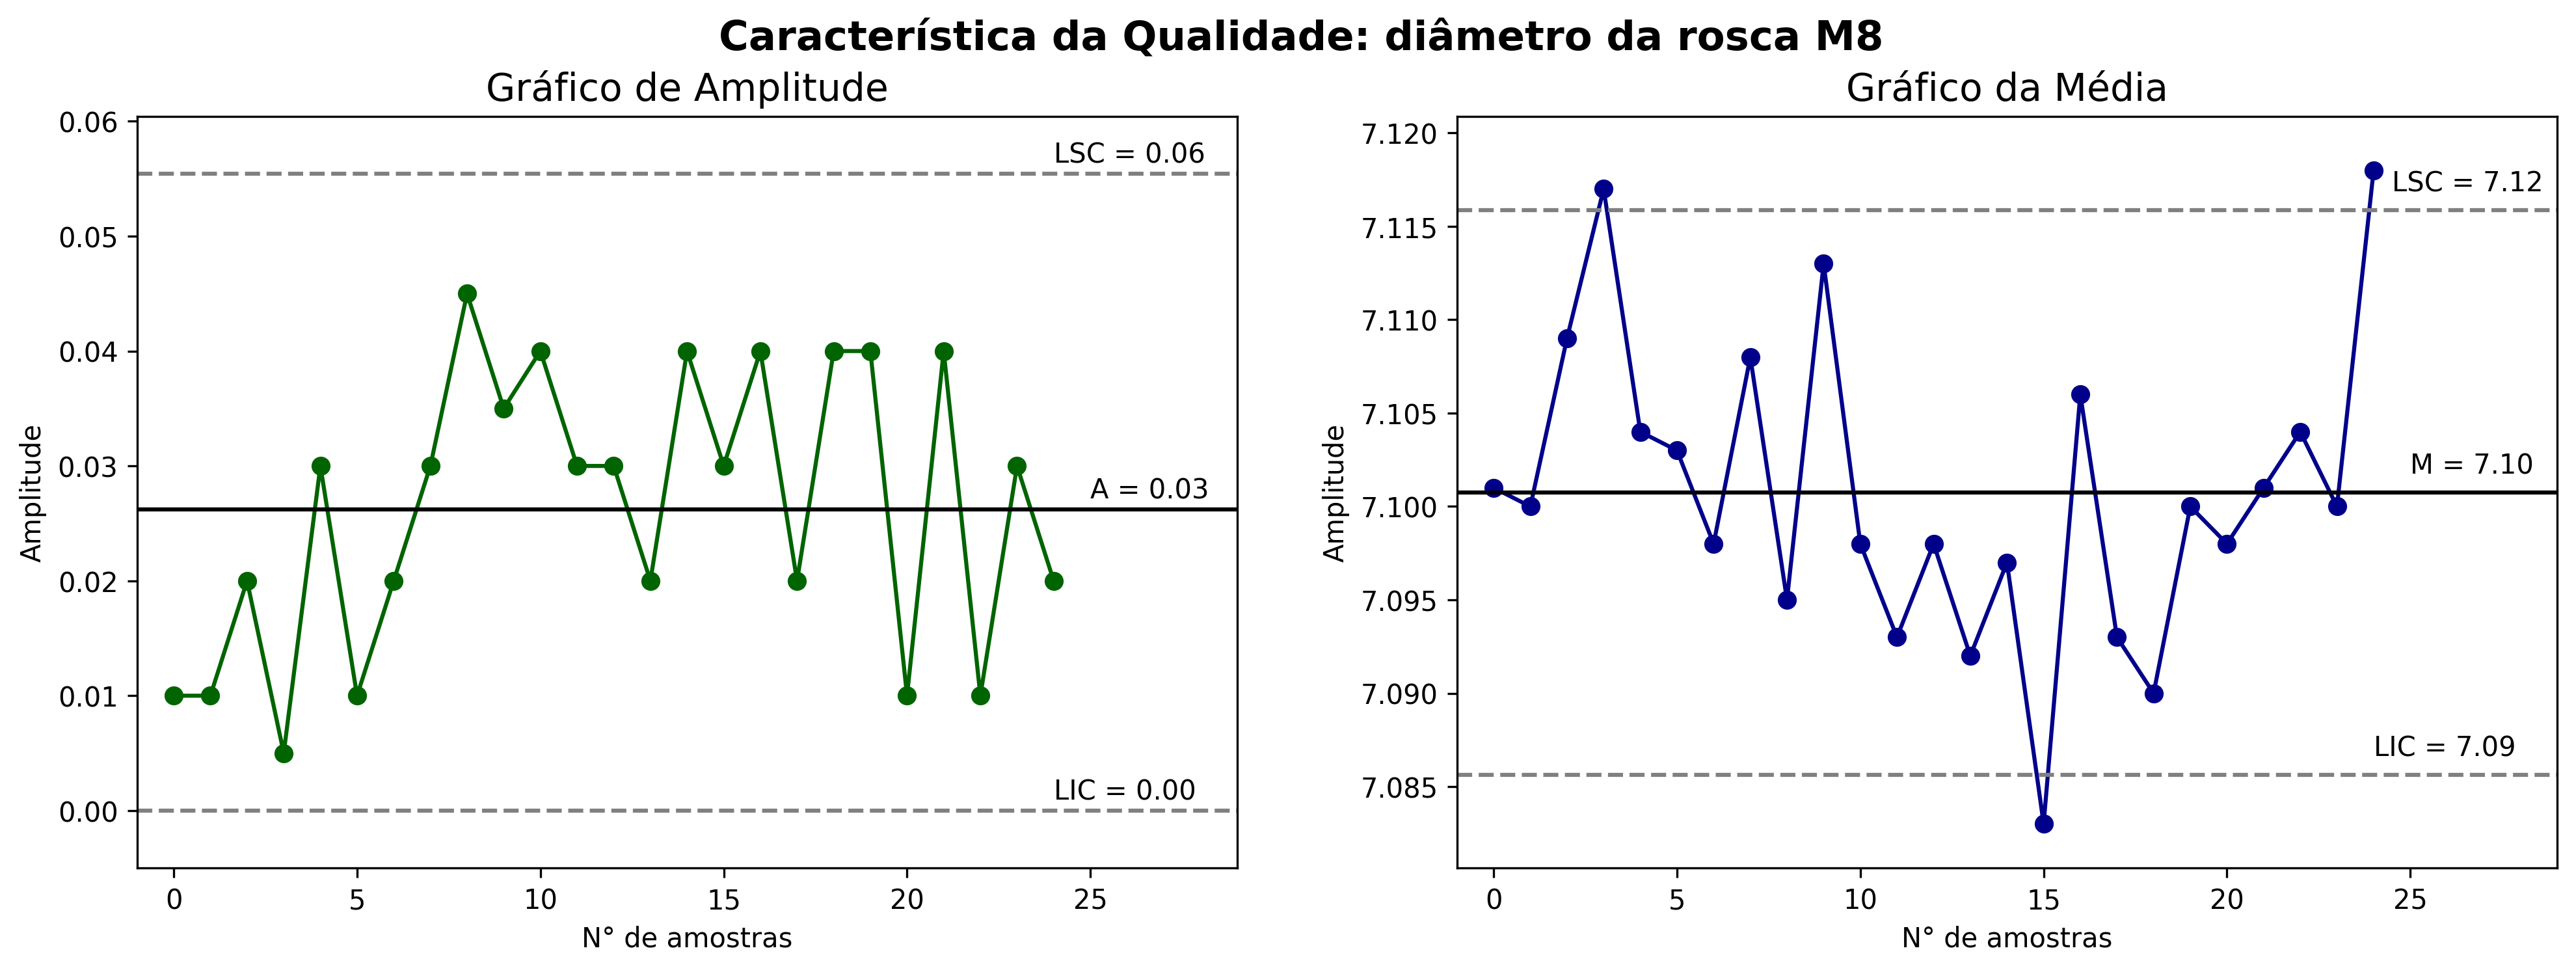 Característica da Qualidade: diâmetro da rosca M8
Gráfico de Amplitude
0.06
0.05
0.04
0.03
0.02
0.01
0.00
Amplitude
LSC = 0.06
A = 0.03
LIC = 0.00
0 5 10 15 20 25
N° de amostras
Gráfico da Média
7.120
7.115
7.110
7.105
7.100
7.095
7.090
7.085
Amplitude
LSC = 7.12
M = 7.10
LIC = 7.09
0 5 10 15 20 25
N° de amostras